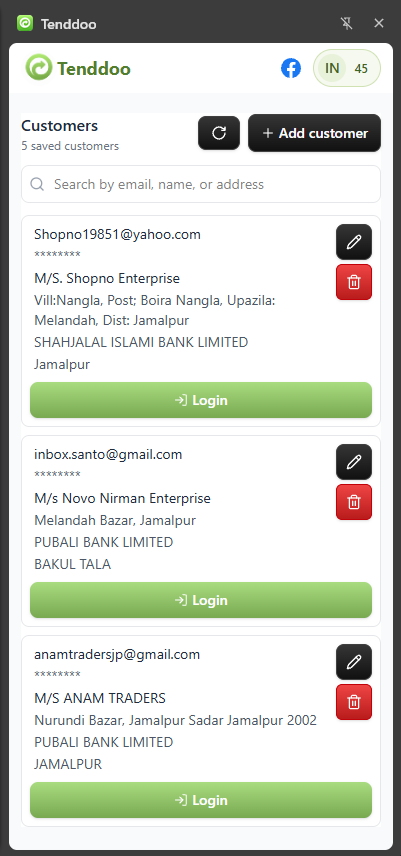 Tenddoo
Tenddoo
IN 45
Customers
5 saved customers
Add customer
Search by email, name, or address
Shopno19851@yahoo.com
********
M/S. Shopno Enterprise
Vill:Nangla, Post; Boira Nangla, Upazila:
Melandah, Dist: Jamalpur
SHAHJALAL ISLAMI BANK LIMITED
Jamalpur
Login
inbox.santo@gmail.com
********
M/s Novo Nirman Enterprise
Melandah Bazar, Jamalpur
PUBALI BANK LIMITED
BAKUL TALA
Login
anamtradersjp@gmail.com
********
M/S ANAM TRADERS
Nurundi Bazar, Jamalpur Sadar Jamalpur 2002
PUBALI BANK LIMITED
JAMALPUR
Login